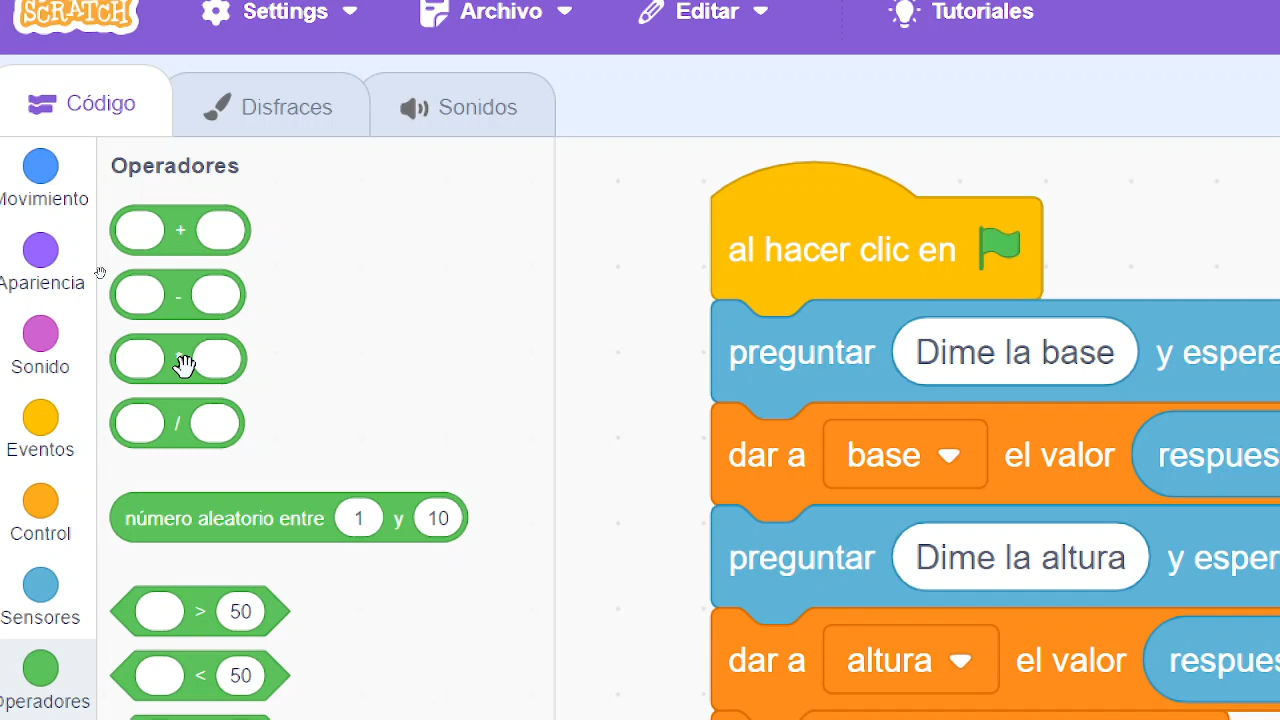 SCRATCH Settings Archivo Editar Tutoriales
Código Disfraces Sonidos
Movimiento
Apariencia
Sonido
Eventos
Control
Sensores
Operadores
Operadores
+
-
/
número aleatorio entre 1 y 10
> 50
< 50
al hacer clic en
preguntar Dime la base y espera
dar a base el valor respues
preguntar Dime la altura y esper
dar a altura el valor respues